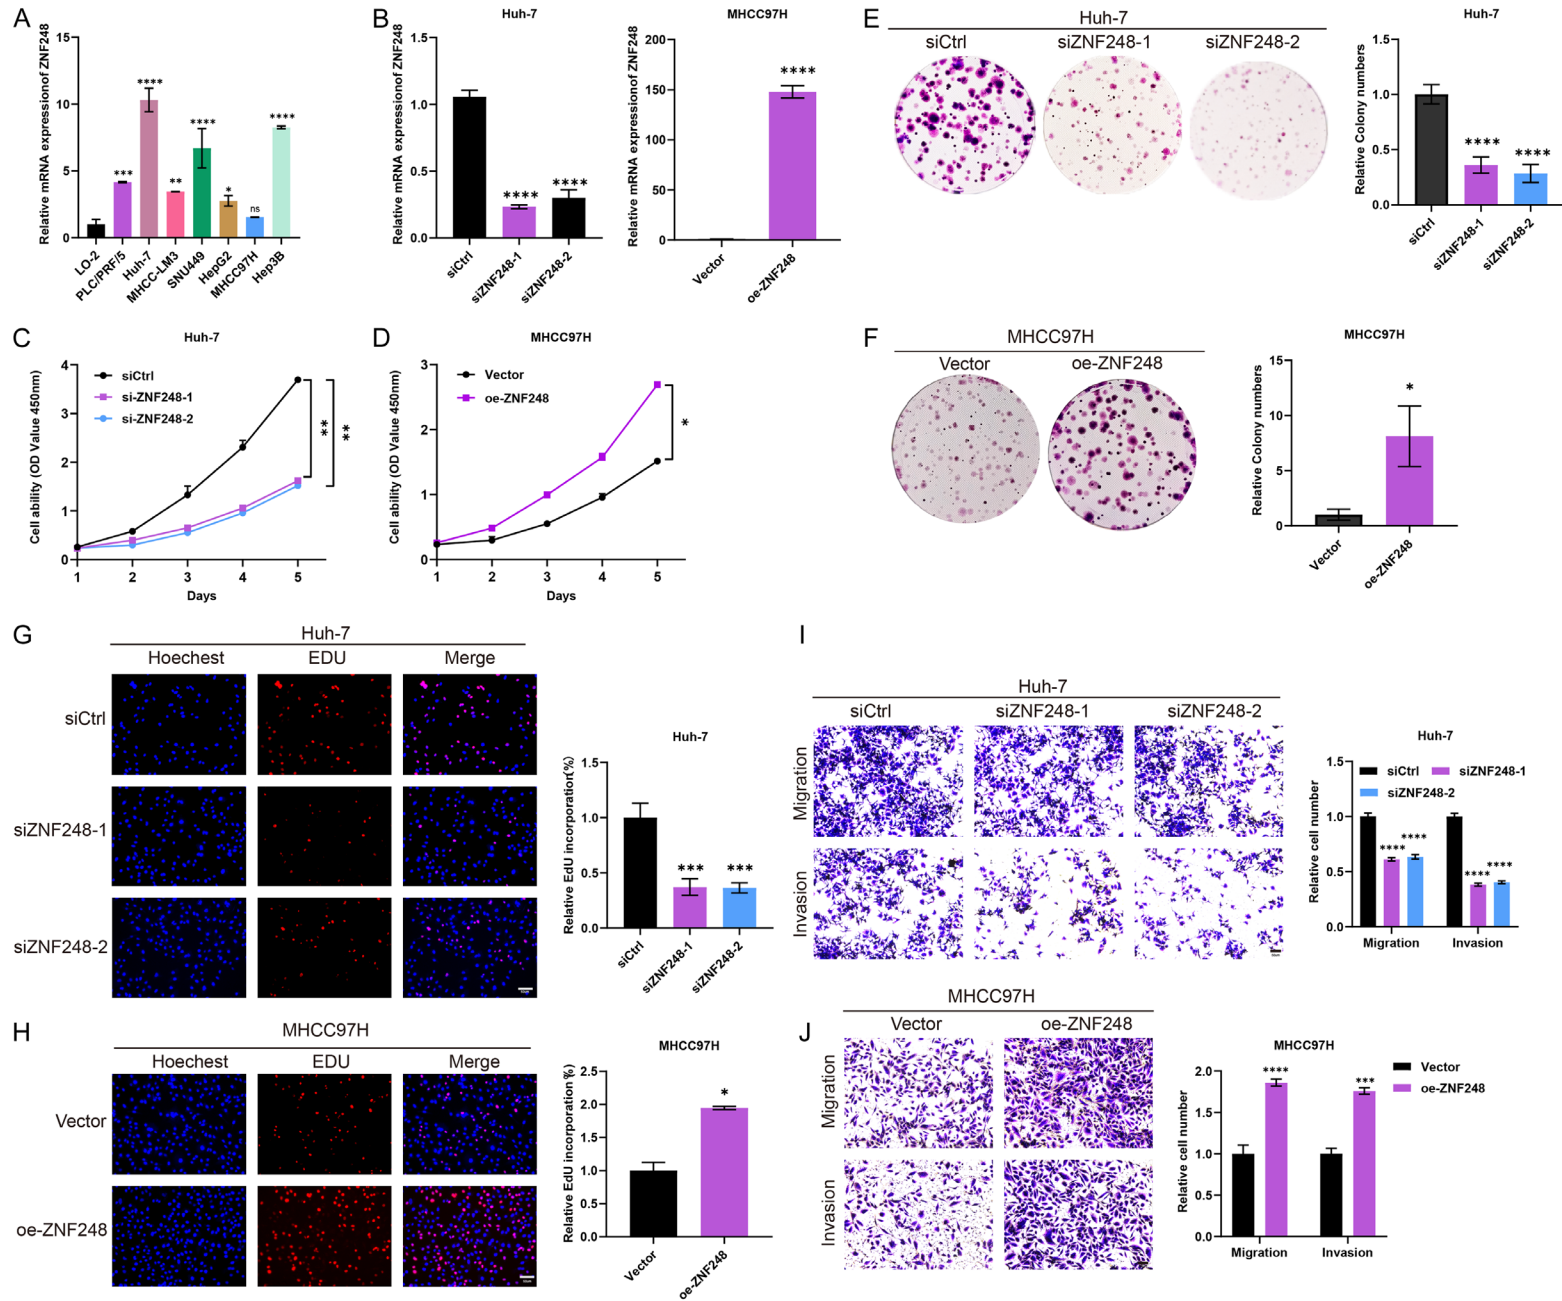 A
Relative mRNA expressionof ZNF248
15
10
5
0
***
****
**
****
*
ns
****
LO-2
PLC/PRF/5
Huh-7
MHCC-LM3
SNU449
HepG2
MHCC97H
Hep3B
B
Huh-7
Relative mRNA expressionof ZNF248
1.5
1.0
0.5
0.0
****
****
siCtrl
siZNF248-1
siZNF248-2
MHCC97H
Relative mRNA expressionof ZNF248
200
150
100
50
0
****
Vector
oe-ZNF248
E
Huh-7
siCtrl
siZNF248-1
siZNF248-2
Huh-7
Relative Colony numbers
1.5
1.0
0.5
0.0
****
****
siCtrl
siZNF248-1
siZNF248-2
C
Huh-7
Cell ability (OD Value 450nm)
4
3
2
1
0
siCtrl
si-ZNF248-1
si-ZNF248-2
**
**
1 2 3 4 5
Days
D
MHCC97H
Cell ability (OD Value 450nm)
3
2
1
0
Vector
oe-ZNF248
*
1 2 3 4 5
Days
F
MHCC97H
Vector
oe-ZNF248
MHCC97H
Relative Colony numbers
15
10
5
0
*
Vector
oe-ZNF248
G
Huh-7
Hoechest
EDU
Merge
siCtrl
siZNF248-1
siZNF248-2
Huh-7
Relative EdU incorporation(%)
1.5
1.0
0.5
0.0
***
***
siCtrl
siZNF248-1
siZNF248-2
H
MHCC97H
Hoechest
EDU
Merge
Vector
oe-ZNF248
MHCC97H
Relative EdU incorporation(%)
2.5
2.0
1.5
1.0
0.5
0.0
*
Vector
oe-ZNF248
I
Huh-7
siCtrl
siZNF248-1
siZNF248-2
Migration
Invasion
Huh-7
Relative cell number
1.5
1.0
0.5
0.0
siCtrl
siZNF248-1
siZNF248-2
****
****
****
****
Migration
Invasion
J
MHCC97H
Vector
oe-ZNF248
Migration
Invasion
MHCC97H
Relative cell number
2.0
1.5
1.0
0.5
0.0
Vector
oe-ZNF248
****
***
Migration
Invasion